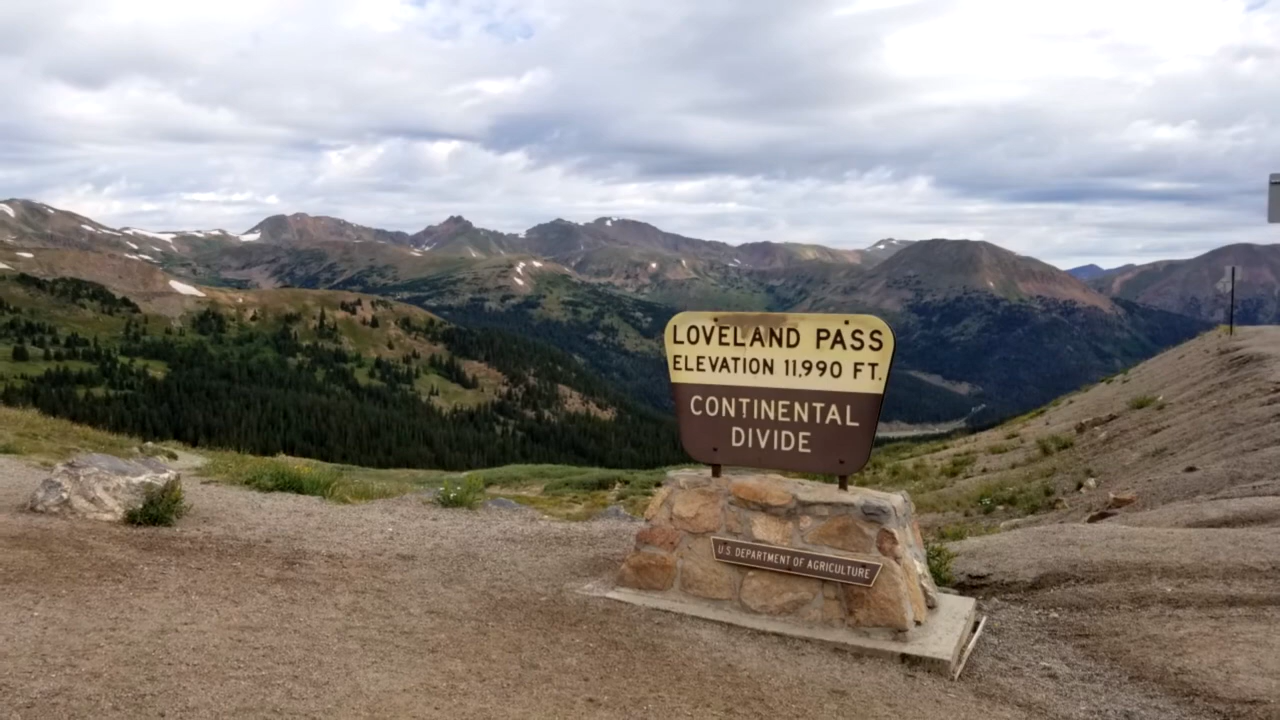 LOVELAND PASS
ELEVATION 11,990 FT.
CONTINENTAL
DIVIDE
U.S. DEPARTMENT OF AGRICULTURE